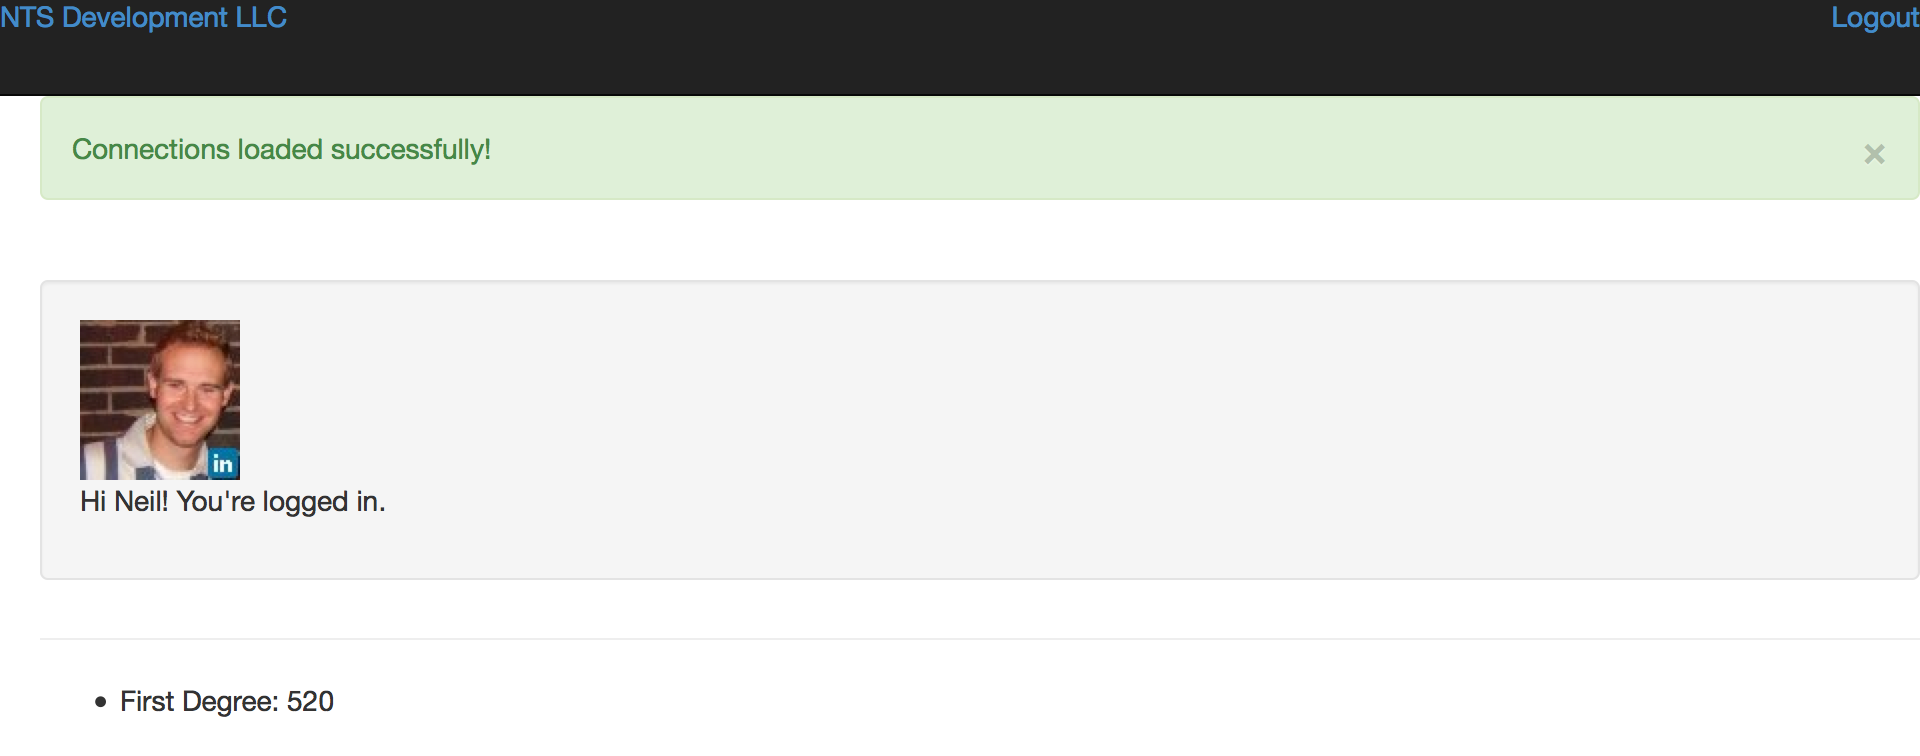 NTS Development LLC
Logout
Connections loaded successfully!
×
in
Hi Neil! You're logged in.
• First Degree: 520